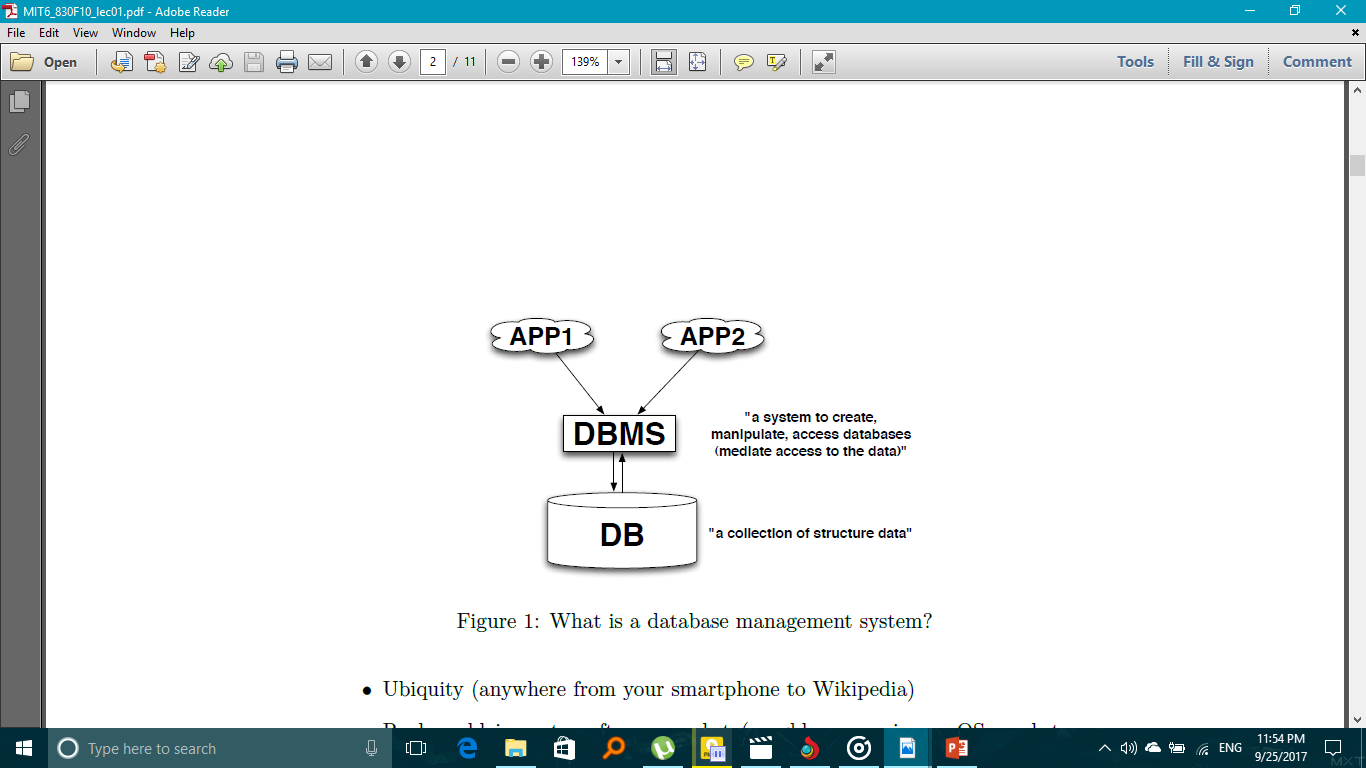 MIT6_830F10_lec01.pdf - Adobe Reader
File Edit View Window Help
Open 2 / 11 139% Tools Fill & Sign Comment
APP1 APP2
DBMS
"a system to create,
manipulate, access databases
(mediate access to the data)"
DB
"a collection of structure data"
Figure 1: What is a database management system?
• Ubiquity (anywhere from your smartphone to Wikipedia)
Type here to search
ENG
11:54 PM
9/25/2017